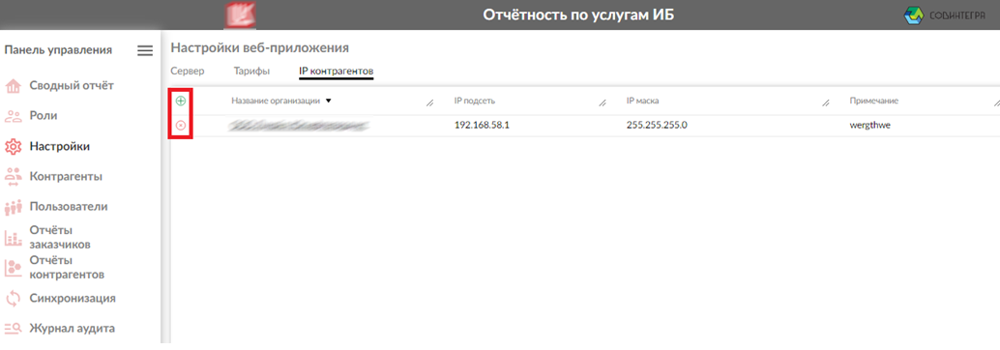 Отчётность по услугам ИБ
СОВИНТЕГРА
Панель управления
Сводный отчёт
Роли
Настройки
Контрагенты
Пользователи
Отчёты
заказчиков
Отчёты
контрагентов
Синхронизация
Журнал аудита
Настройки веб-приложения
Сервер Тарифы IP контрагентов
Название организации IP подсеть IP маска Примечание
192.168.58.1 255.255.255.0 wergthwe